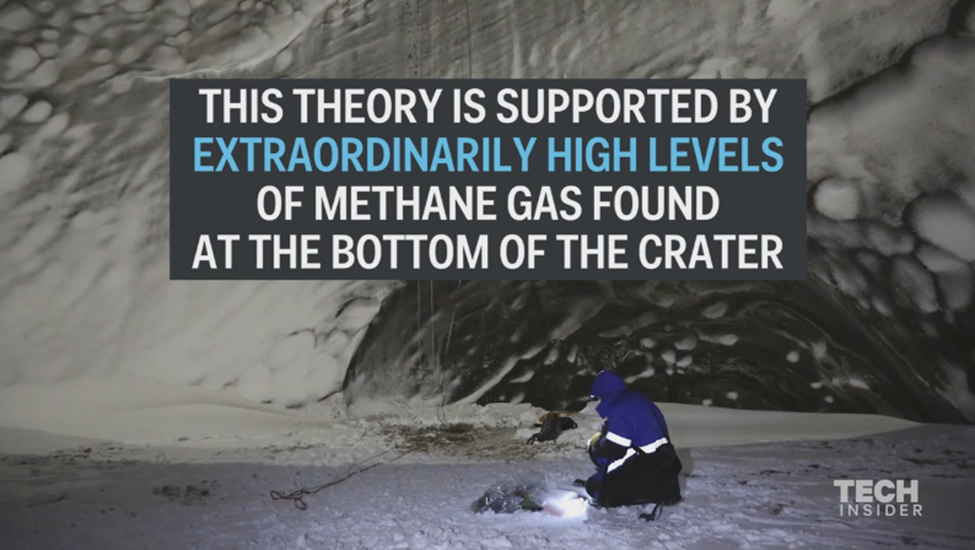 THIS THEORY IS SUPPORTED BY
EXTRAORDINARILY HIGH LEVELS
OF METHANE GAS FOUND
AT THE BOTTOM OF THE CRATER
TECH
INSIDER